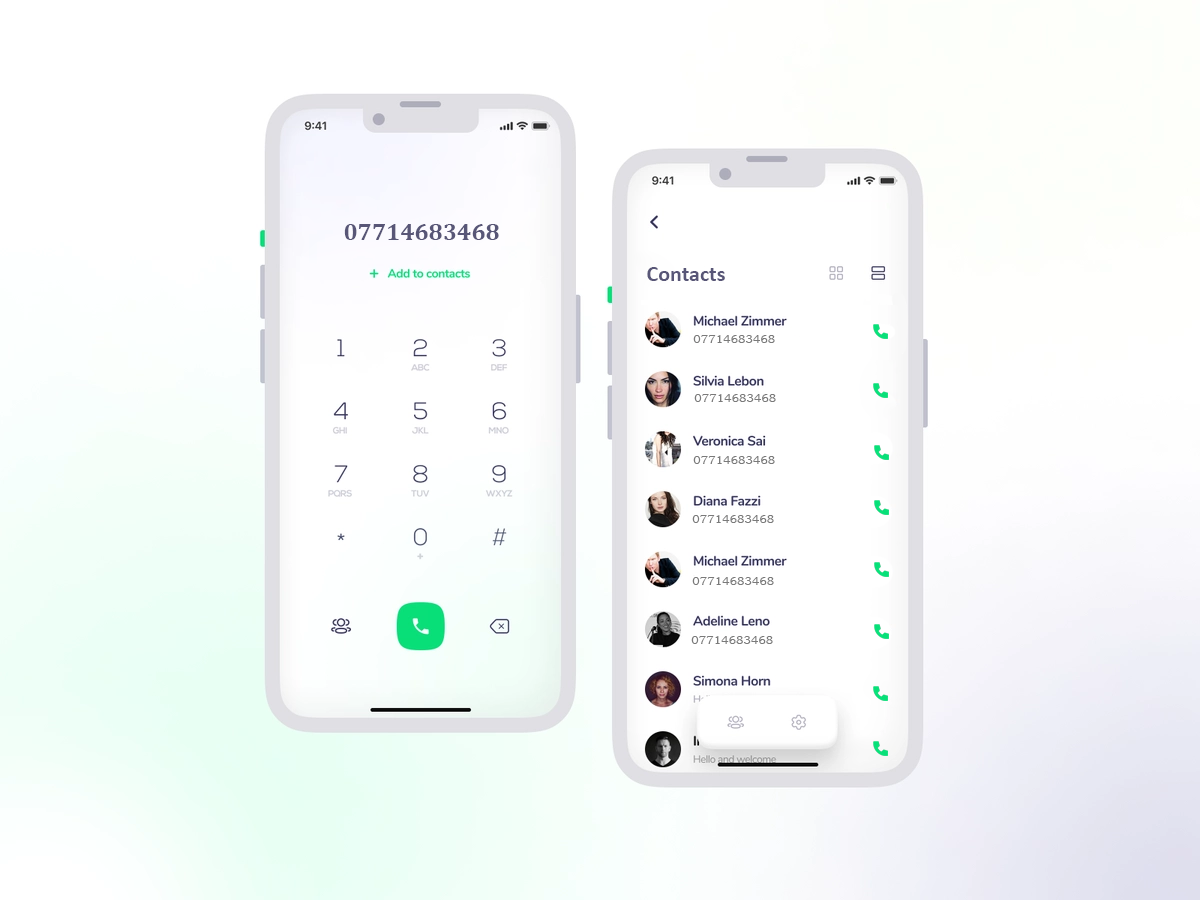 9:41
07714683468
+ Add to contacts
1 2 3
ABC DEF
4 5 6
GHI JKL MNO
7 8 9
PQRS TUV WXYZ
* 0 #
+
9:41
Contacts
Michael Zimmer
07714683468
Silvia Lebon
07714683468
Veronica Sai
07714683468
Diana Fazzi
07714683468
Michael Zimmer
07714683468
Adeline Leno
07714683468
Simona Horn
Hello and welcome